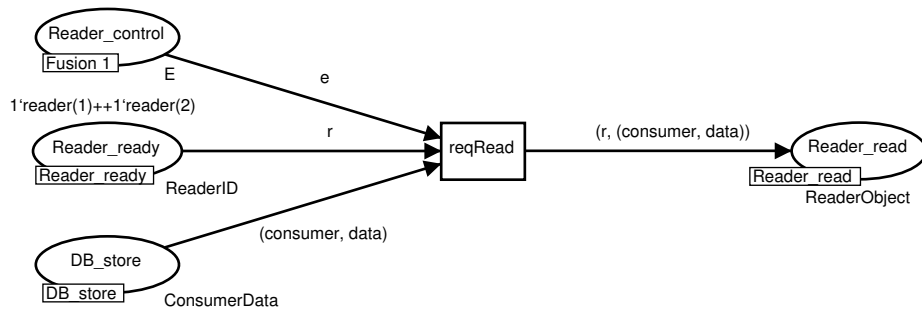 Reader_control
Fusion 1
E
e
1‘reader(1)++1‘reader(2)
Reader_ready
Reader_ready
ReaderID
r
reqRead
(r, (consumer, data))
Reader_read
Reader_read
ReaderObject
(consumer, data)
DB_store
DB_store
ConsumerData